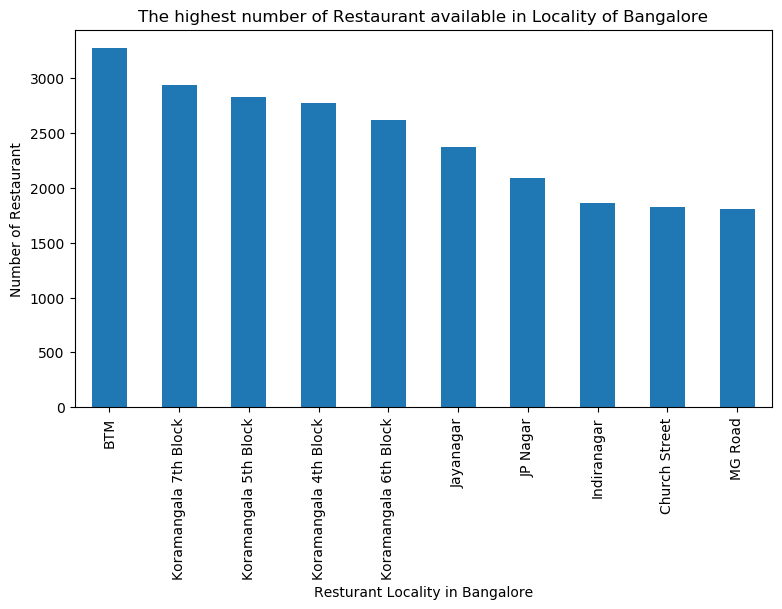 The highest number of Restaurant available in Locality of Bangalore
Number of Restaurant
3000
2500
2000
1500
1000
500
0
BTM
Koramangala 7th Block
Koramangala 5th Block
Koramangala 4th Block
Koramangala 6th Block
Jayanagar
JP Nagar
Indiranagar
Church Street
MG Road
Resturant Locality in Bangalore